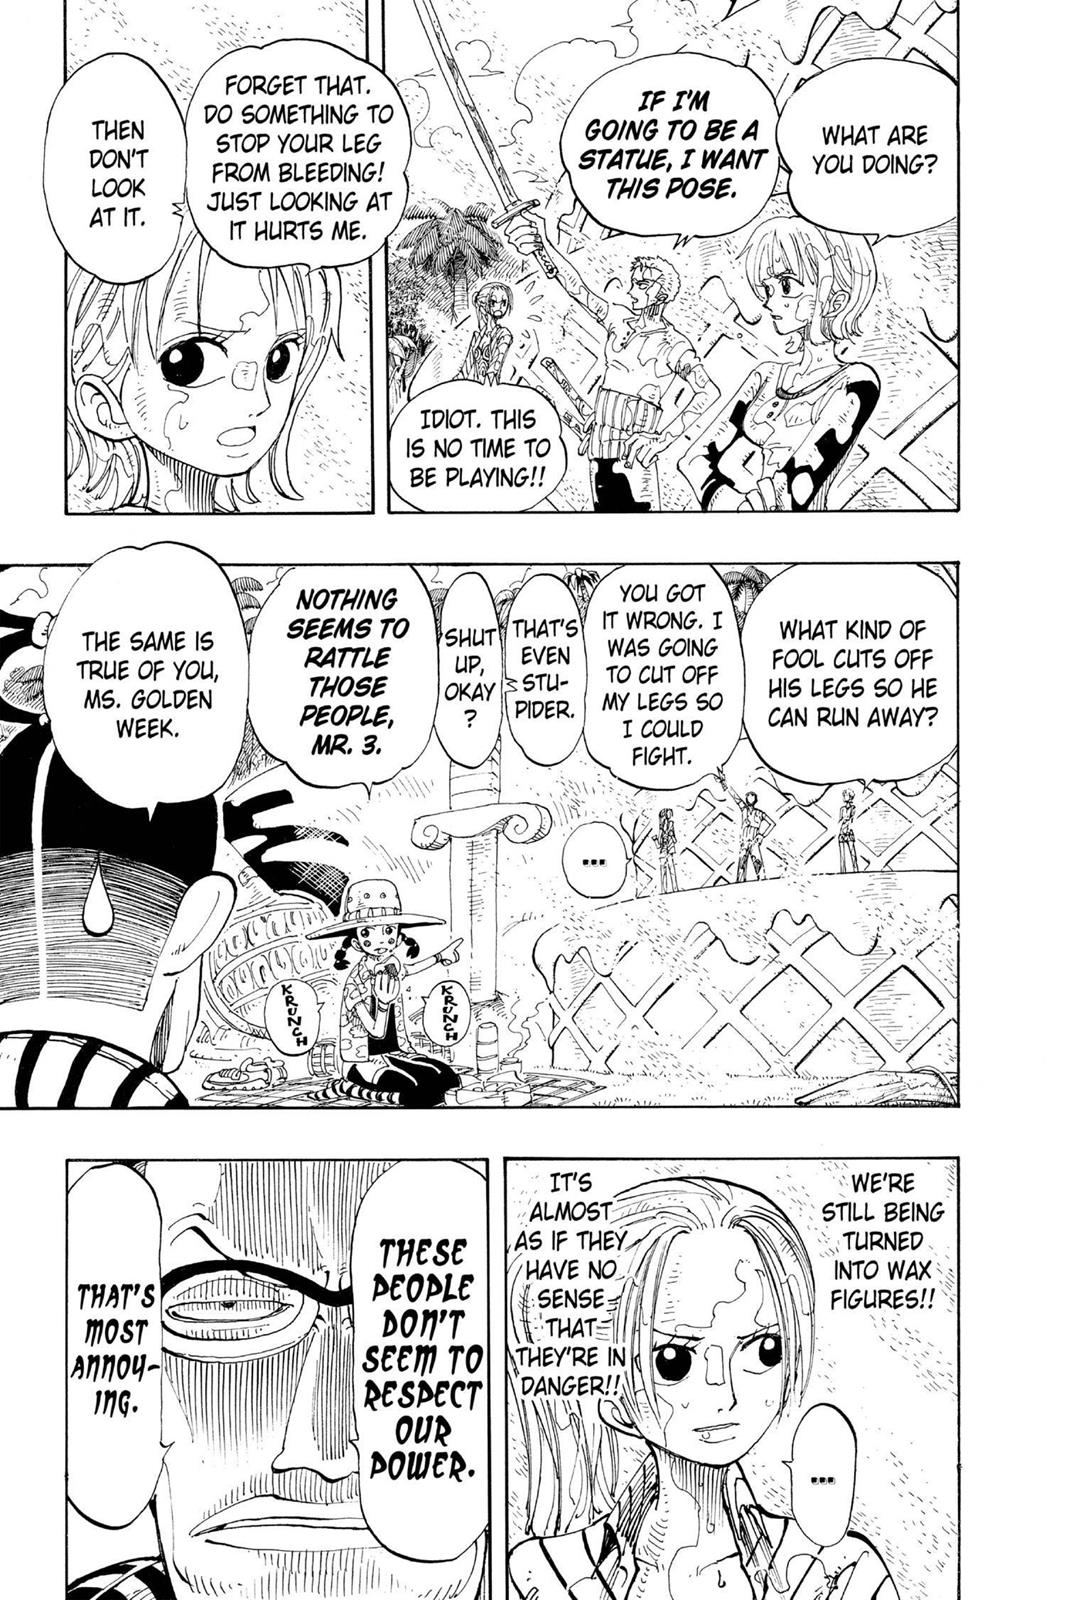 WHAT ARE
YOU DOING?
IF I'M
GOING TO BE A
STATUE, I WANT
THIS POSE.
IDIOT. THIS
IS NO TIME TO
BE PLAYING!!
FORGET THAT.
DO SOMETHING TO
STOP YOUR LEG
FROM BLEEDING!
JUST LOOKING AT
IT HURTS ME.
THEN
DON'T
LOOK
AT IT.
WHAT KIND OF
FOOL CUTS OFF
HIS LEGS SO HE
CAN RUN AWAY?
YOU GOT
IT WRONG. I
WAS GOING
TO CUT OFF
MY LEGS SO
I COULD
FIGHT.
THAT'S
EVEN
STU-
PIDER.
SHUT
UP,
OKAY
?
...
NOTHING
SEEMS TO
RATTLE
THOSE
PEOPLE,
MR. 3.
KRUNCH
KRUNCH
THE SAME IS
TRUE OF YOU,
MS. GOLDEN
WEEK.
WE'RE
STILL BEING
TURNED
INTO WAX
FIGURES!!
IT'S
ALMOST
AS IF THEY
HAVE NO
SENSE
THAT
THEY'RE IN
DANGER!!
...
THESE
PEOPLE
DON'T
SEEM TO
RESPECT
OUR
POWER.
THAT'S
MOST
ANNOY-
ING.